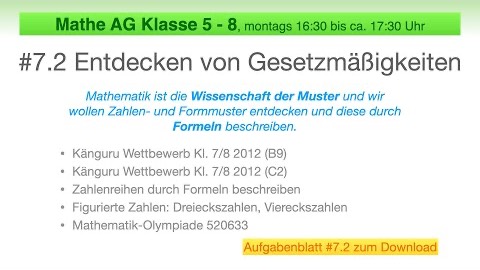 Mathe AG Klasse 5 - 8, montags 16:30 bis ca. 17:30 Uhr
#7.2 Entdecken von Gesetzmäßigkeiten
Mathematik ist die Wissenschaft der Muster und wir
wollen Zahlen- und Formmuster entdecken und diese durch
Formeln beschreiben.
• Känguru Wettbewerb Kl. 7/8 2012 (B9)
• Känguru Wettbewerb Kl. 7/8 2012 (C2)
• Zahlenreihen durch Formeln beschreiben
• Figurierte Zahlen: Dreieckszahlen, Viereckszahlen
• Mathematik-Olympiade 520633
Aufgabenblatt #7.2 zum Download